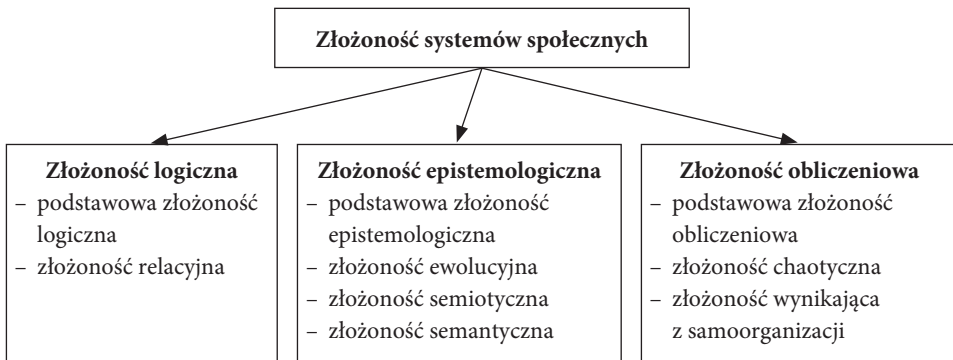 Złożoność systemów społecznych
Złożoność logiczna
– podstawowa złożoność
logiczna
– złożoność relacyjna
Złożoność epistemologiczna
– podstawowa złożoność
epistemologiczna
– złożoność ewolucyjna
– złożoność semiotyczna
– złożoność semantyczna
Złożoność obliczeniowa
– podstawowa złożoność
obliczeniowa
– złożoność chaotyczna
– złożoność wynikająca
z samoorganizacji